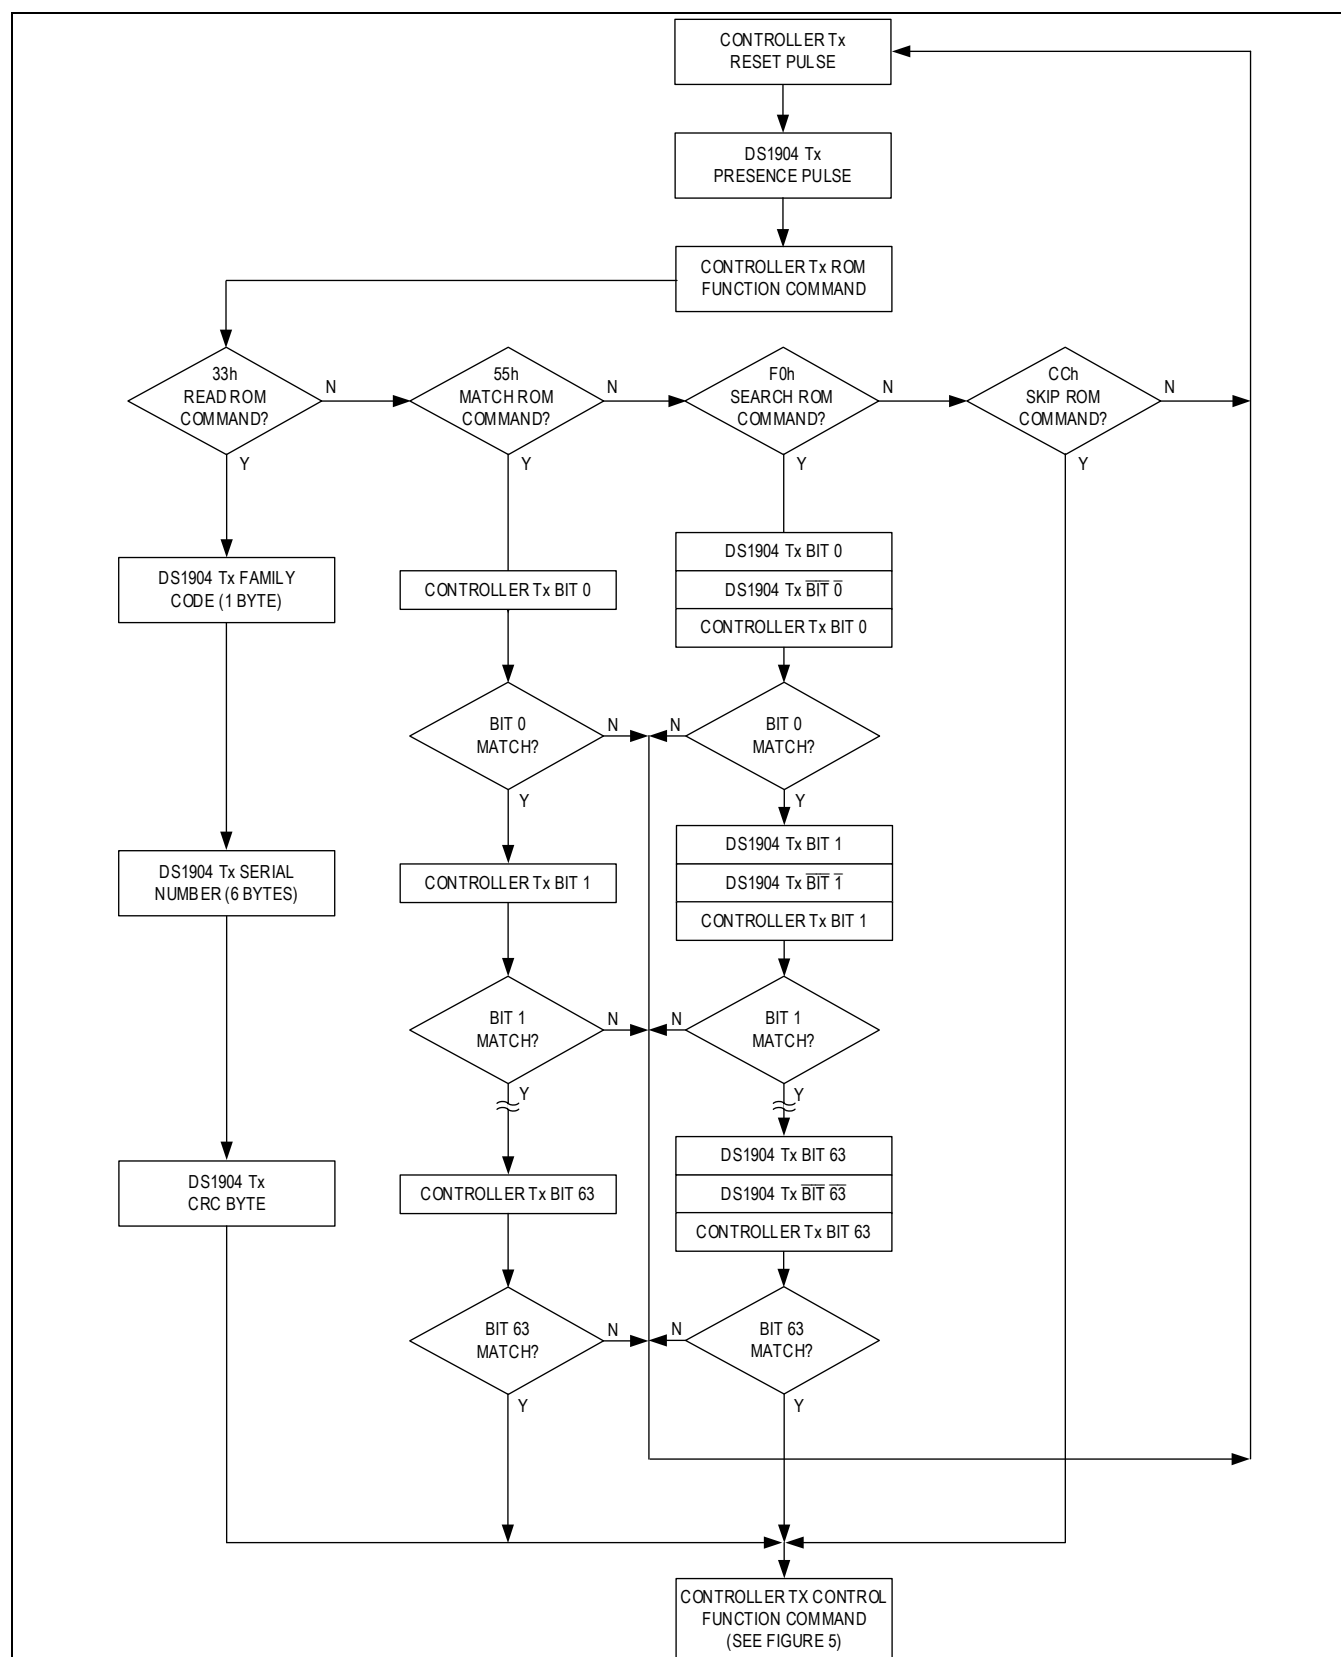 CONTROLLER Tx
RESET PULSE
DS1904 Tx
PRESENCE PULSE
CONTROLLER Tx ROM
FUNCTION COMMAND
33h
READ ROM
COMMAND?
N
Y
55h
MATCH ROM
COMMAND?
N
Y
F0h
SEARCH ROM
COMMAND?
N
Y
CCh
SKIP ROM
COMMAND?
N
Y
DS1904 Tx FAMILY
CODE (1 BYTE)
DS1904 Tx SERIAL
NUMBER (6 BYTES)
DS1904 Tx
CRC BYTE
CONTROLLER Tx BIT 0
BIT 0
MATCH?
N
Y
CONTROLLER Tx BIT 1
BIT 1
MATCH?
N
Y
CONTROLLER Tx BIT 63
BIT 63
MATCH?
N
Y
DS1904 Tx BIT 0
DS1904 Tx B̅I̅T̅ 0̅
CONTROLLER Tx BIT 0
BIT 0
MATCH?
N
Y
DS1904 Tx BIT 1
DS1904 Tx B̅I̅T̅ 1̅
CONTROLLER Tx BIT 1
BIT 1
MATCH?
N
Y
DS1904 Tx BIT 63
DS1904 Tx B̅I̅T̅ 6̅3̅
CONTROLLER Tx BIT 63
BIT 63
MATCH?
N
Y
CONTROLLER TX CONTROL
FUNCTION COMMAND
(SEE FIGURE 5)